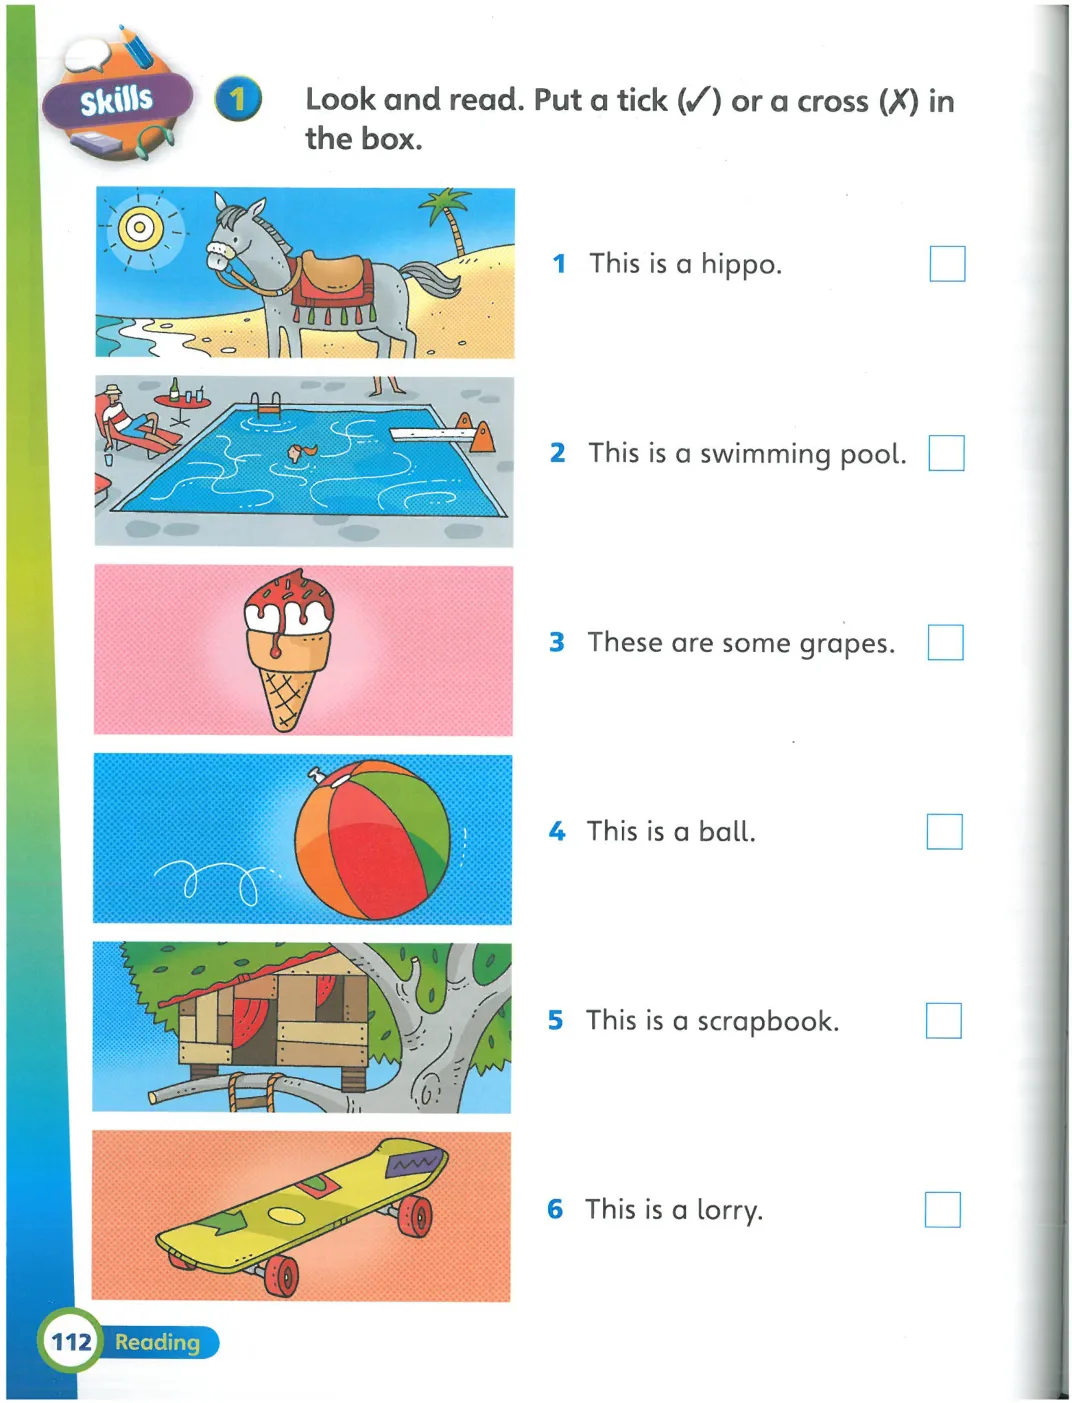 Skills
1
Look and read. Put a tick (✓) or a cross (✗) in
the box.
1 This is a hippo.
2 This is a swimming pool.
3 These are some grapes.
4 This is a ball.
5 This is a scrapbook.
6 This is a lorry.
112 Reading